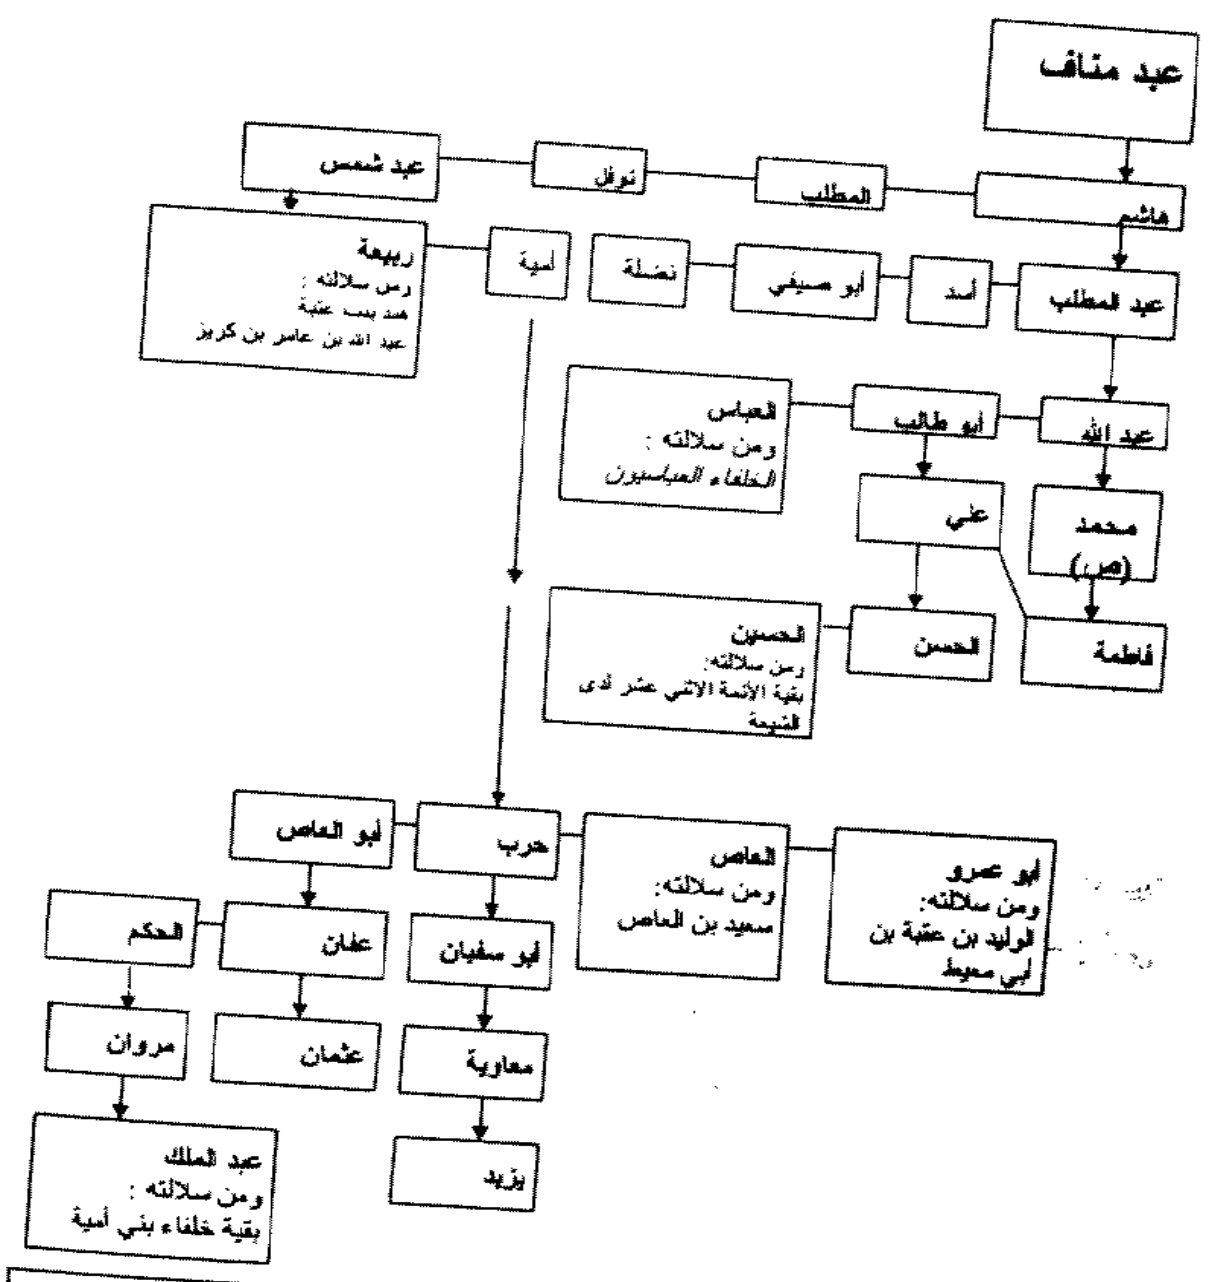 عبد مناف
هاشم
المطلب
نوفل
عبد شمس
عبد المطلب
أسد
أبو صيفي
نضلة
أمية
ربيعة
ومن سلالته :
هند بنت عتبة
عبد الله بن عامر بن كريز
عبد الله
أبو طالب
العباس
ومن سلالته :
الخلفاء العباسيون
محمد
(ص)
علي
فاطمة
الحسن
الحسين
ومن سلالته:
بقية الأئمة الاثني عشر لدى
الشيعة
أبو عمرو
ومن سلالته:
الوليد بن عقبة بن
أبي معيط
العاص
ومن سلالته:
سعيد بن العاص
حرب
أبو العاص
أبو سفيان
عفان
الحكم
معاوية
عثمان
مروان
يزيد
عبد الملك
ومن سلالته :
بقية خلفاء بني أمية